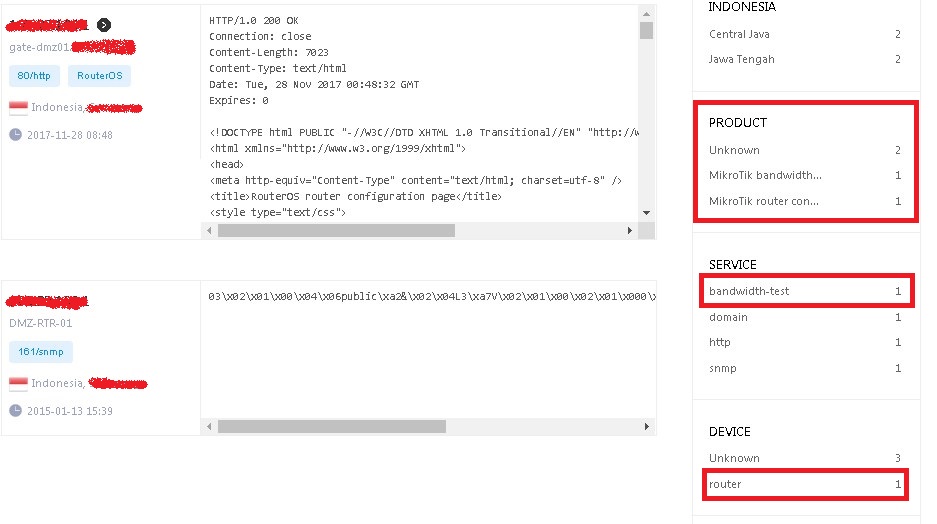 gate-dmz01.
80/http RouterOS
Indonesia,
2017-11-28 08:48
HTTP/1.0 200 OK
Connection: close
Content-Length: 7023
Content-Type: text/html
Date: Tue, 28 Nov 2017 00:48:32 GMT
Expires: 0
<!DOCTYPE html PUBLIC "-//W3C//DTD XHTML 1.0 Transitional//EN" "http://w
<html xmlns="http://www.w3.org/1999/xhtml">
<head>
<meta http-equiv="Content-Type" content="text/html; charset=utf-8" />
<title>RouterOS router configuration page</title>
<style type="text/css">
DMZ-RTR-01
161/snmp
Indonesia,
2015-01-13 15:39
03\x02\x01\x00\x04\x06public\xa2&\x02\x04L3\xa7V\x02\x01\x00\x02\x01\x000\x
INDONESIA
Central Java 2
Jawa Tengah 2
PRODUCT
Unknown 2
MikroTik bandwidth... 1
MikroTik router con... 1
SERVICE
bandwidth-test 1
domain 1
http 1
snmp 1
DEVICE
Unknown 3
router 1